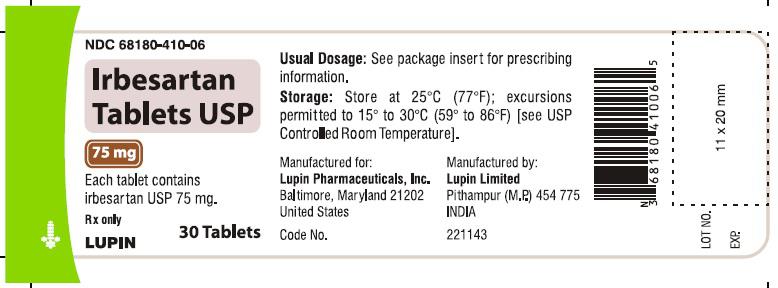 NDC 68180-410-06
Irbesartan
Tablets USP
75 mg
Each tablet contains
irbesartan USP 75 mg.
Rx only
LUPIN
30 Tablets
Usual Dosage: See package insert for prescribing
information.
Storage: Store at 25°C (77°F); excursions
permitted to 15° to 30°C (59° to 86°F) [see USP
Controlled Room Temperature].
Manufactured for:
Lupin Pharmaceuticals, Inc.
Baltimore, Maryland 21202
United States
Manufactured by:
Lupin Limited
Pithampur (M.P.) 454 775
INDIA
Code No. 221143
N
3 68180 41006 5
11 x 20 mm
LOT NO.
EXP.